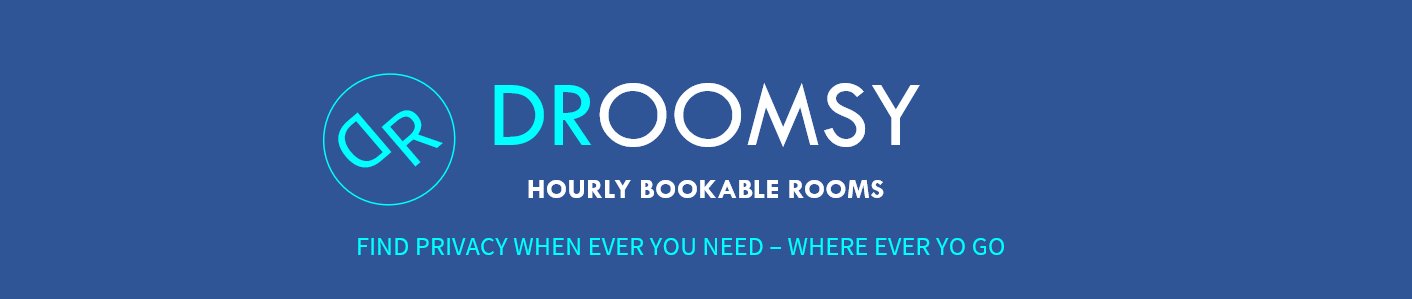 DR
DROOMSY
HOURLY BOOKABLE ROOMS
FIND PRIVACY WHEN EVER YOU NEED – WHERE EVER YO GO